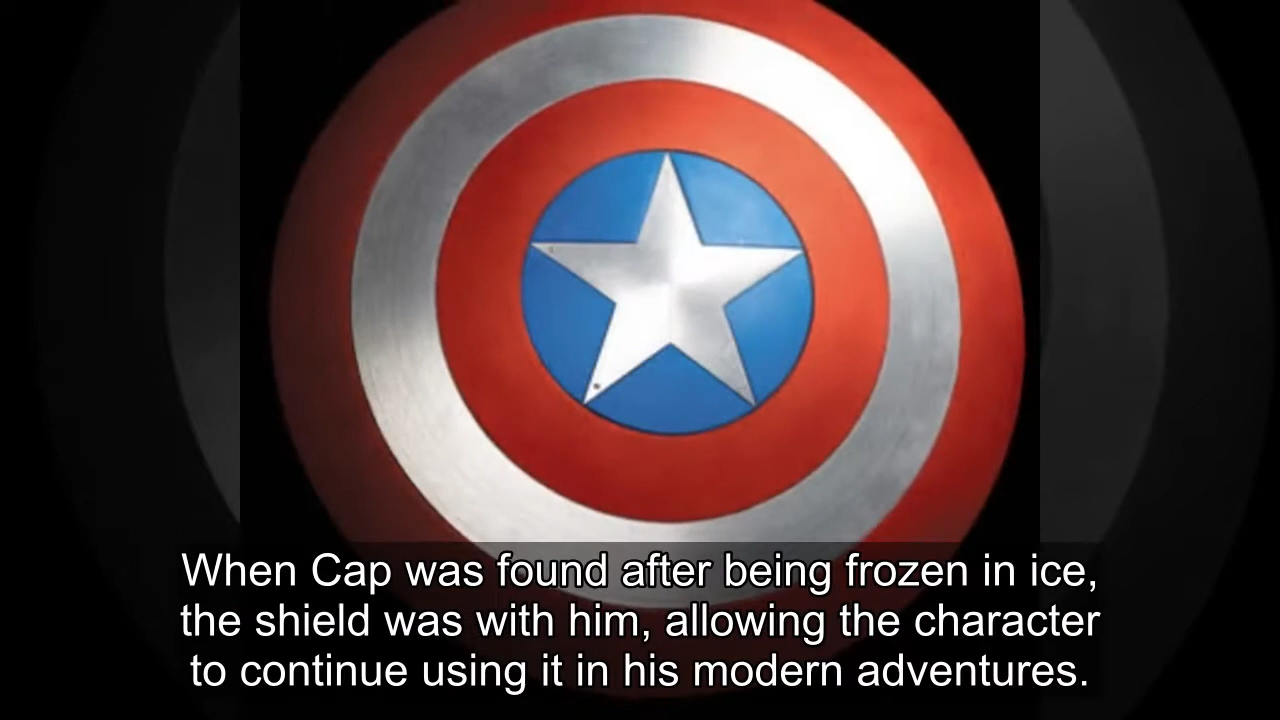 When Cap was found after being frozen in ice,
the shield was with him, allowing the character
to continue using it in his modern adventures.